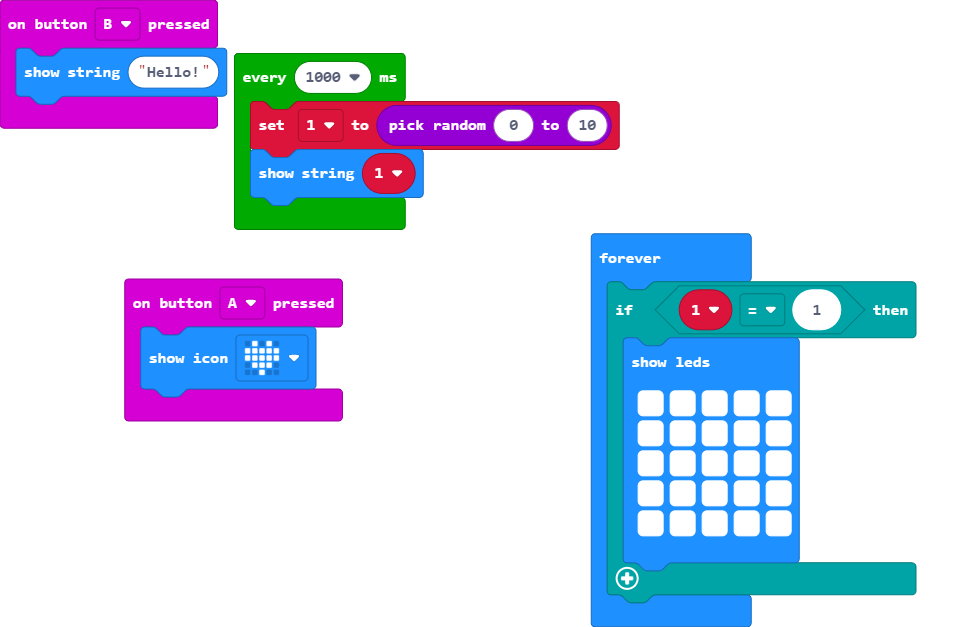 on button B pressed
show string "Hello!"
every 1000 ms
set 1 to pick random 0 to 10
show string 1
on button A pressed
show icon
forever
if 1 = 1 then
show leds